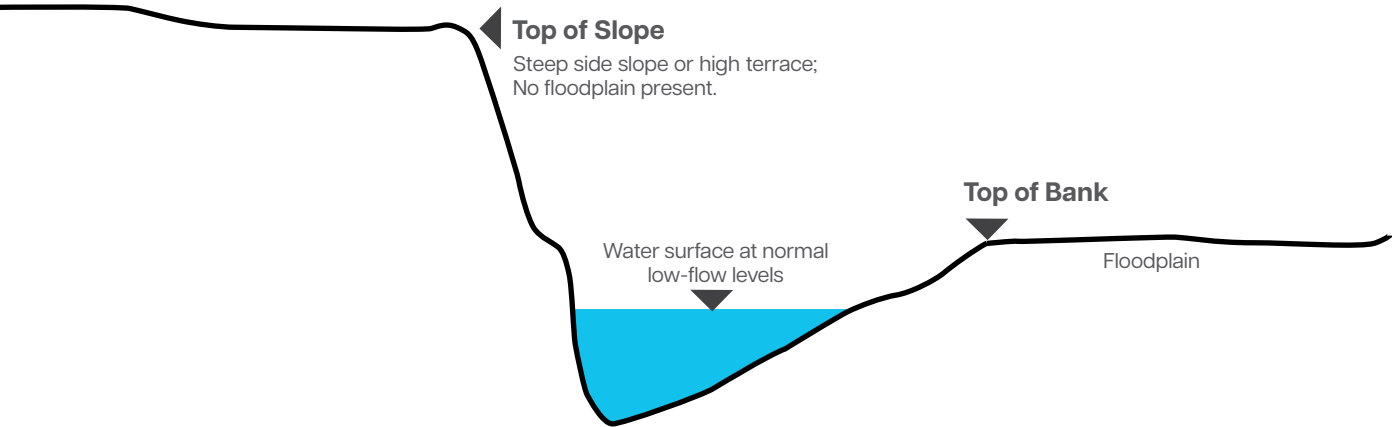 Top of Slope
Steep side slope or high terrace;
No floodplain present.
Top of Bank
Water surface at normal
low-flow levels
Floodplain